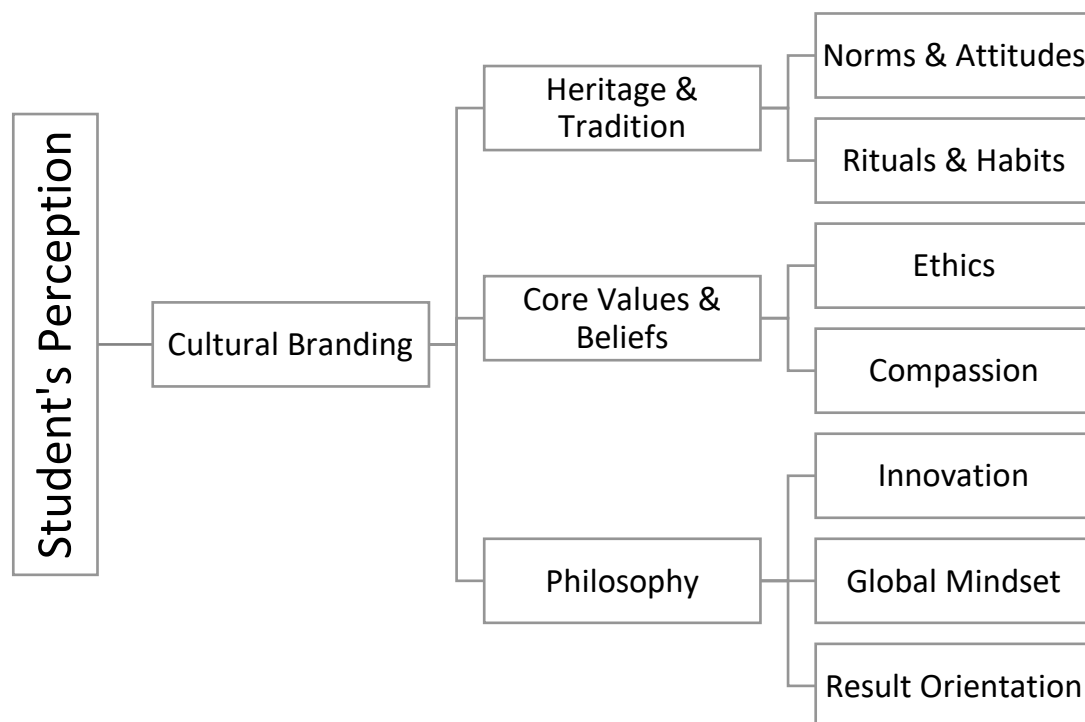 Student's Perception
Cultural Branding
Heritage &
Tradition
Norms & Attitudes
Rituals & Habits
Core Values &
Beliefs
Ethics
Compassion
Philosophy
Innovation
Global Mindset
Result Orientation